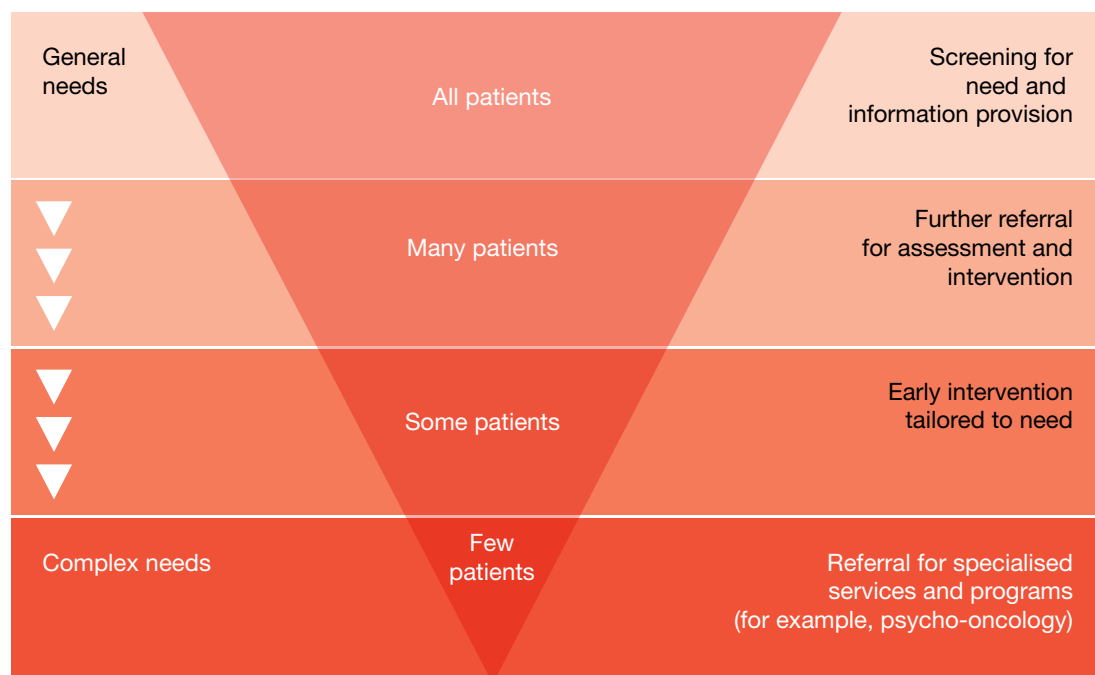 General
needs
All patients
Screening for
need and
information provision
Many patients
Further referral
for assessment and
intervention
Some patients
Early intervention
tailored to need
Complex needs
Few
patients
Referral for specialised
services and programs
(for example, psycho-oncology)